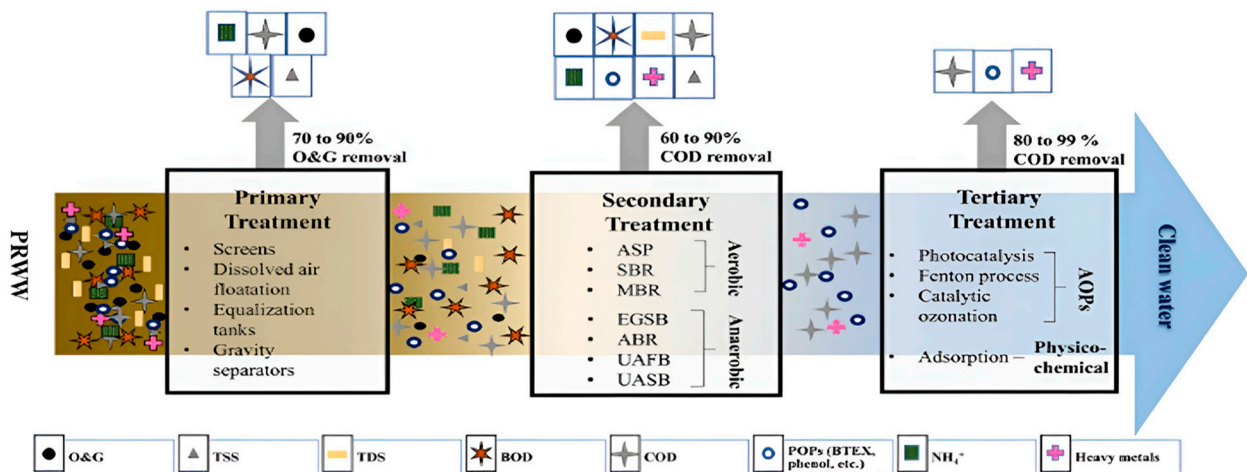 70 to 90%
O&G removal
60 to 90%
COD removal
80 to 99 %
COD removal
PRWW
Primary
Treatment
• Screens
• Dissolved air
floatation
• Equalization
tanks
• Gravity
separators
Secondary
Treatment
• ASP
• SBR
• MBR
Aerobic
• EGSB
• ABR
• UAFB
• UASB
Anaerobic
Tertiary
Treatment
• Photocatalysis
• Fenton process
• Catalytic
ozonation
AOPs
• Adsorption – Physico-
chemical
Clean water
O&G
TSS
TDS
BOD
COD
POPs (BTEX,
phenol, etc.)
NH₄⁺
Heavy metals